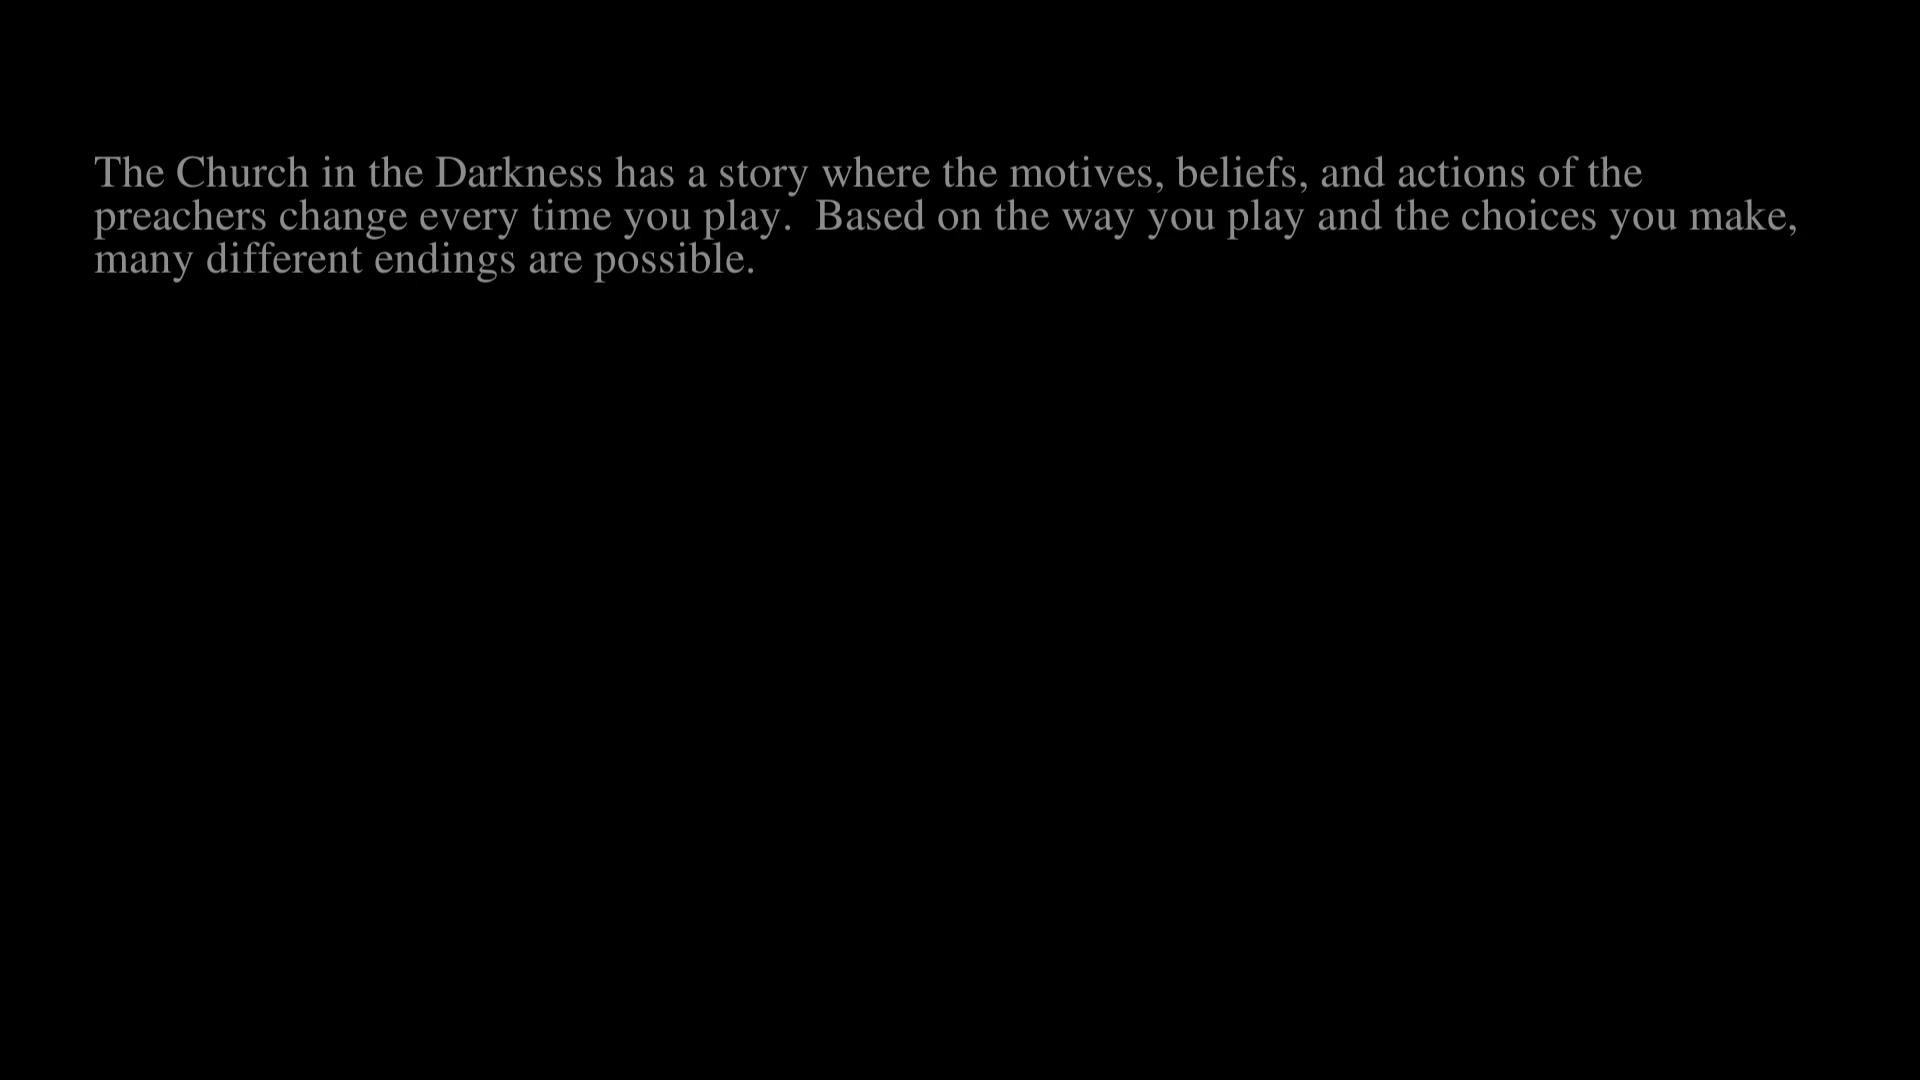 The Church in the Darkness has a story where the motives, beliefs, and actions of the
preachers change every time you play.  Based on the way you play and the choices you make,
many different endings are possible.